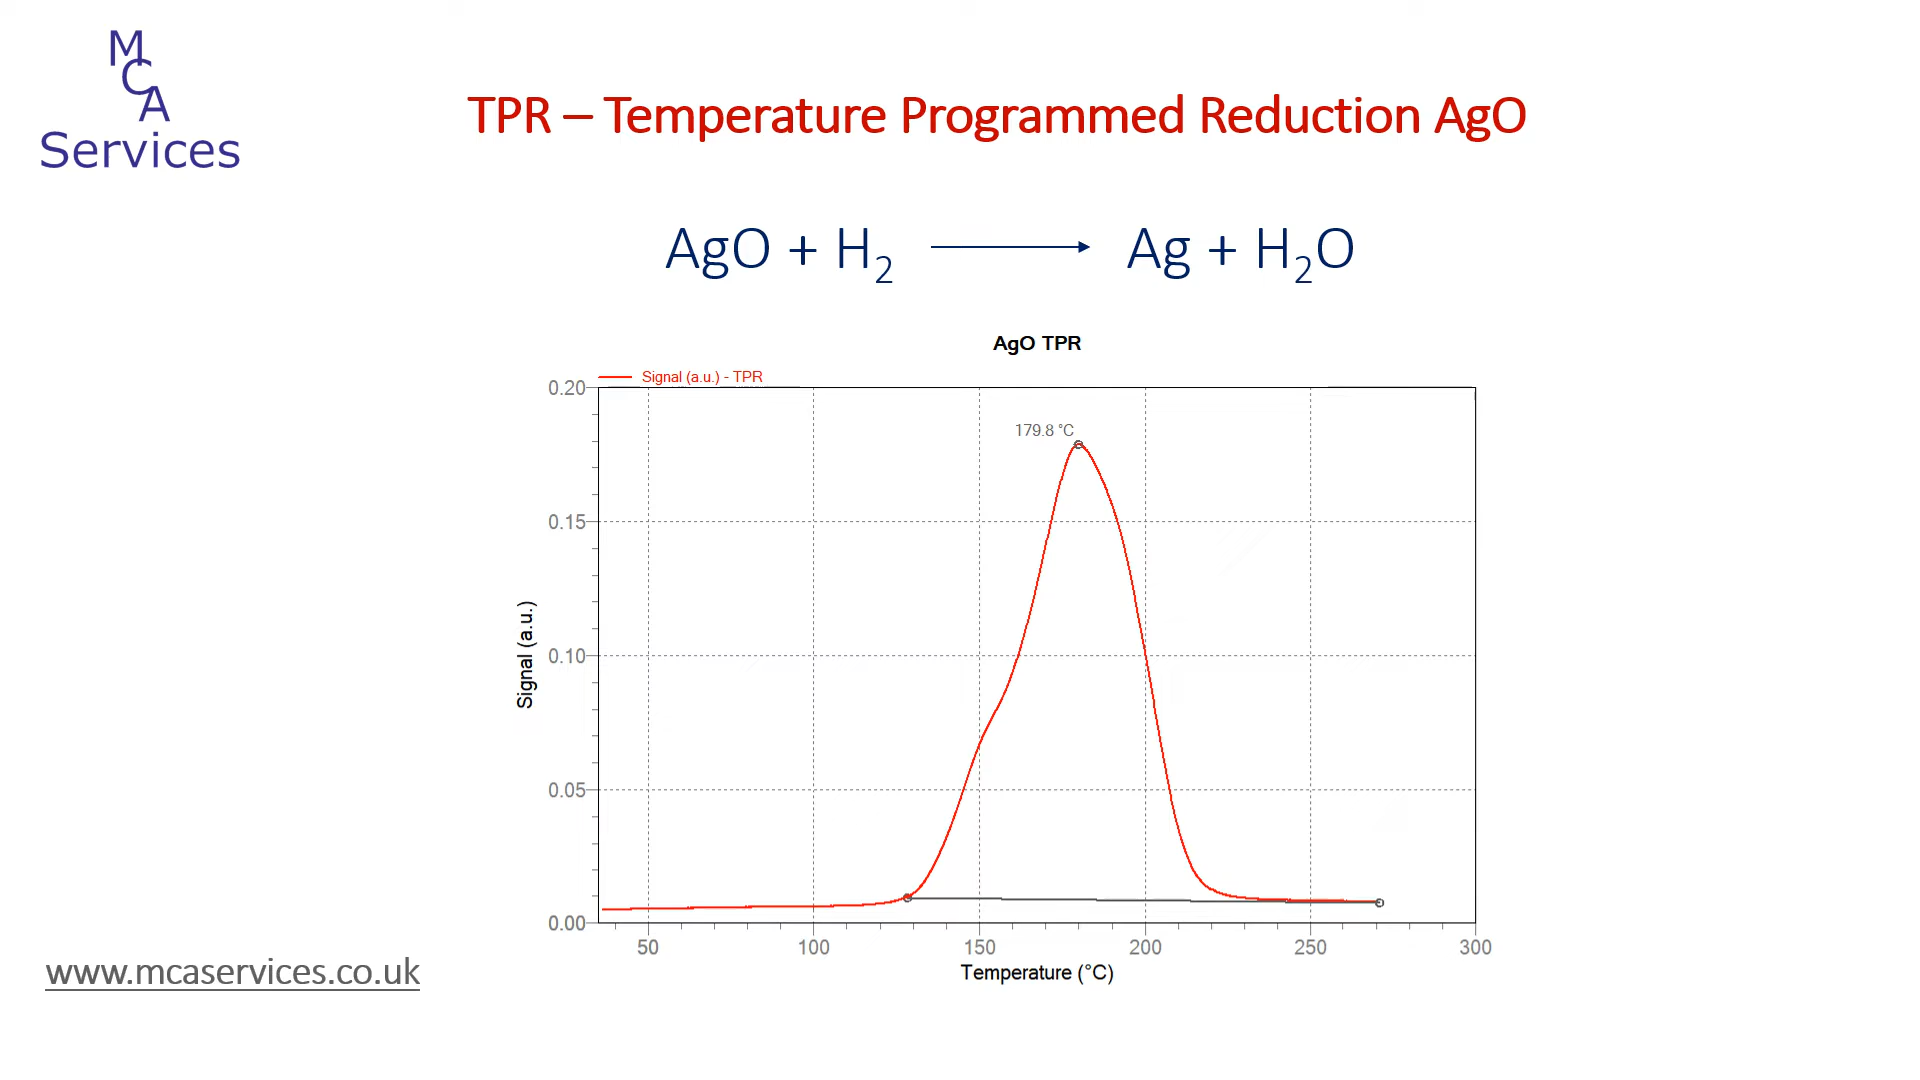 M
C
A
Services
TPR – Temperature Programmed Reduction AgO
AgO + H₂ ⟶ Ag + H₂O
AgO TPR
Signal (a.u.) - TPR
179.8 °C
0.20
0.15
0.10
0.05
0.00
Signal (a.u.)
50 100 150 200 250 300
Temperature (°C)
www.mcaservices.co.uk